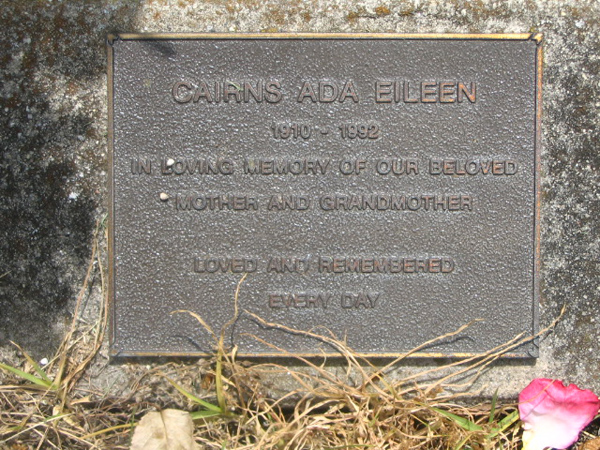 CAIRNS ADA EILEEN
1910 - 1992
IN LOVING MEMORY OF OUR BELOVED
MOTHER AND GRANDMOTHER
LOVED AND REMEMBERED
EVERY DAY